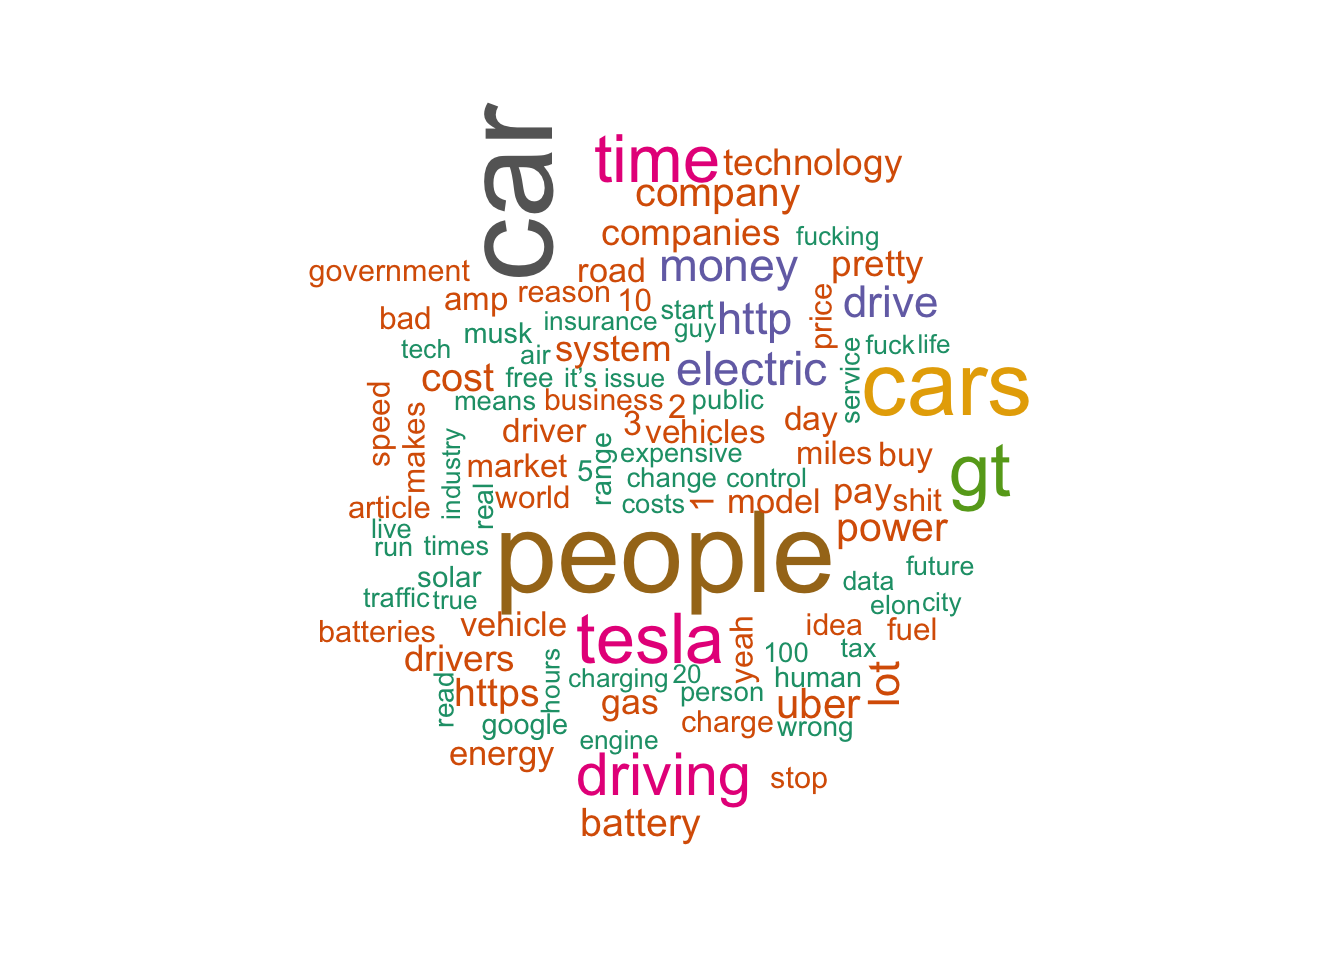 car
time
technology
company
companies
fucking
government
road
money
pretty
amp
reason
10
start
http
price
drive
bad
musk
insurance
guy
tech
air
system
fuck
life
cost
free
it’s
issue
electric
service
cars
means
business
2
public
speed
makes
driver
3
vehicles
day
industry
market
5
range
expensive
miles
buy
gt
real
world
change
control
article
costs
1
model
pay
shit
live
run
times
people
power
solar
data
future
traffic
true
elon
city
batteries
vehicle
tesla
yeah
idea
fuel
drivers
hours
charging
20
100
tax
read
https
gas
person
human
uber
lot
google
charge
wrong
energy
engine
driving
stop
battery